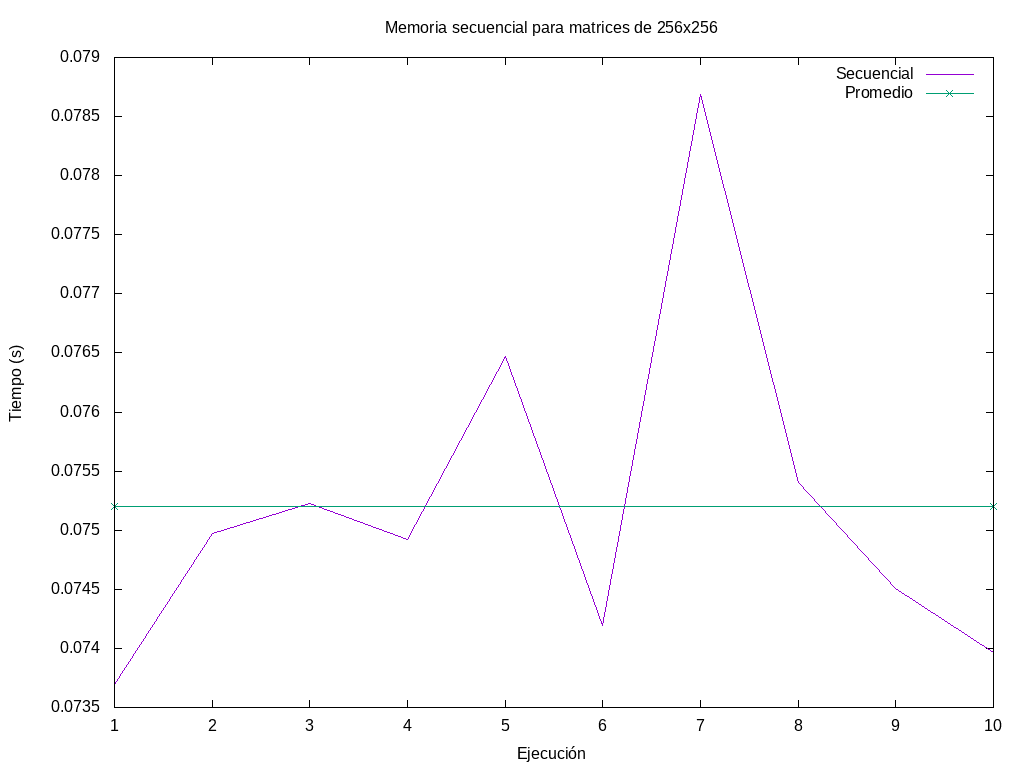 Memoria secuencial para matrices de 256x256
Secuencial
Promedio
0.079
0.0785
0.078
0.0775
0.077
0.0765
0.076
0.0755
0.075
0.0745
0.074
0.0735
Tiempo (s)
1 2 3 4 5 6 7 8 9 10
Ejecución